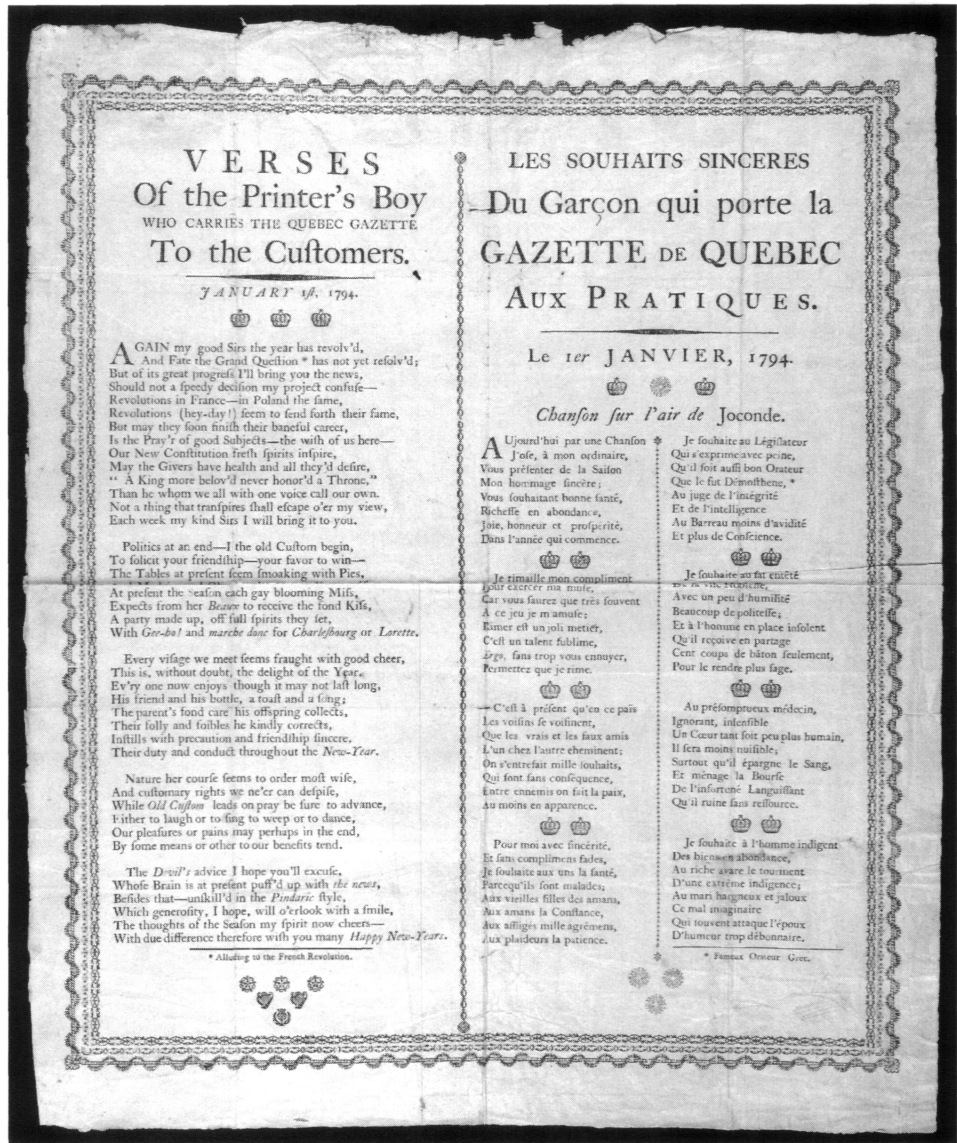 VERSES
Of the Printer's Boy
WHO CARRIES THE QUEBEC GAZETTE
To the Cuſtomers.
JANUARY 1ſt, 1794.
AGAIN my good Sirs the year has revolv'd,
And Fate the Grand Queſtion * has not yet reſolv'd;
But of its great progreſs I'll bring you the news,
Should not a ſpeedy deciſion my project confuſe—
Revolutions in France—in Poland the ſame,
Revolutions (hey-day!) ſeem to ſend forth their fame,
But may they ſoon finiſh their baneful career,
Is the Pray'r of good Subjects—the wiſh of us here—
Our New Conſtitution freſh ſpirits inſpire,
May the Givers have health and all they'd deſire,
" A King more belov'd never honor'd a Throne,"
Than he whom we all with one voice call our own.
Not a thing that tranſpires ſhall eſcape o'er my view,
Each week my kind Sirs I will bring it to you.
Politics at an end—I the old Cuſtom begin,
To ſolicit your friendſhip—your favor to win—
The Tables at preſent ſeem ſmoaking with Pies,
At preſent the Seaſon each gay blooming Miſs,
Expects from her Beaux to receive the fond Kiſs,
A party made up, off full ſpirits they ſet,
With Gee-ho! and marche donc for Charleſbourg or Lorette.
Every viſage we meet ſeems fraught with good cheer,
This is, without doubt, the delight of the Year.
Ev'ry one now enjoys though it may not laſt long,
His friend and his bottle, a toaſt and a ſong;
The parent's fond care his offspring collects,
Their folly and foibles he kindly corrects,
Inſtills with precaution and friendſhip ſincere,
Their duty and conduct throughout the New-Year.
Nature her courſe ſeems to order moſt wiſe,
And cuſtomary rights we ne'er can deſpiſe,
While Old Cuſtom leads on pray be ſure to advance,
Either to laugh or to ſing to weep or to dance,
Our pleaſures or pains may perhaps in the end,
By ſome means or other to our benefits tend.
The Devil's advice I hope you'll excuſe,
Whoſe Brain is at preſent puff'd up with the news,
Beſides that—unſkill'd in the Pindaric ſtyle,
Which generoſity, I hope, will o'erlook with a ſmile,
The thoughts of the Seaſon my ſpirit now cheers—
With due difference therefore wiſh you many Happy New-Years.
* Alluding to the French Revolution.
LES SOUHAITS SINCERES
Du Garçon qui porte la
GAZETTE DE QUEBEC
AUX PRATIQUES.
Le 1er JANVIER, 1794.
Chanſon ſur l'air de Joconde.
AUjourd'hui par une Chanſon
J'oſe, à mon ordinaire,
Vous préſenter de la Saiſon
Mon hommage ſincère;
Vous ſouhaitant bonne ſanté,
Richeſſe en abondance,
Joie, honneur et proſpérité,
Dans l'année qui commence.
Je rimaille mon compliment
Pour exercer ma muſe,
Car vous ſaurez que très ſouvent
A ce jeu je m'amuſe;
Rimer eſt un joli metier,
C'eſt un talent ſublime,
Ergo, ſans trop vous ennuyer,
Permettez que je rime.
C'eſt à préſent qu'en ce païs
Les voiſins ſe voiſinent,
Que les vrais et les faux amis
L'un chez l'autre cheminent;
On s'entrefait mille ſouhaits,
Qui ſont ſans conſéquence,
Entre ennemis on fait la paix,
Au moins en apparence.
Pour moi avec ſincérité,
Et ſans complimens fades,
Je ſouhaite aux uns la ſanté,
Parcequ'ils ſont malades;
Aux vieilles filles des amans,
Aux amans la Conſtance,
Aux affligés mille agrémens,
Aux plaideurs la patience.
Je ſouhaite au Légiſlateur
Qui s'exprime avec peine,
Qu'il ſoit auſſi bon Orateur
Que le fut Démoſthene, *
Au juge de l'intégrité
Et de l'intelligence
Au Barreau moins d'avidité
Et plus de Conſcience.
Je ſouhaite au fat entêté
Avec un peu d'humilité
Beaucoup de politeſſe;
Et à l'homme en place inſolent
Qu'il reçoive en partage
Cent coups de bâton ſeulement,
Pour le rendre plus ſage.
Au préſomptueux médecin,
Ignorant, inſenſible
Un Cœur tant ſoit peu plus humain,
Il ſera moins nuiſible;
Surtout qu'il épargne le Sang,
Et ménage la Bourſe
De l'infortené Languiſſant
Qu'il ruine ſans reſſource.
Je ſouhaite à l'homme indigent
Des biens en abondance,
Au riche avare le tourment
D'une extrême indigence;
Au mari hargneux et jaloux
Ce mal imaginaire
Qui ſouvent attaque l'époux
D'humeur trop débonnaire.
* Fameux Orateur Grec.